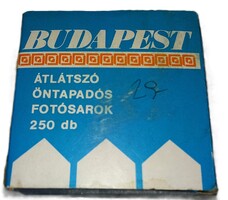 BUDAPEST
ÁTLÁTSZÓ
ÖNTAPADÓS
FOTÓSAROK
250 db